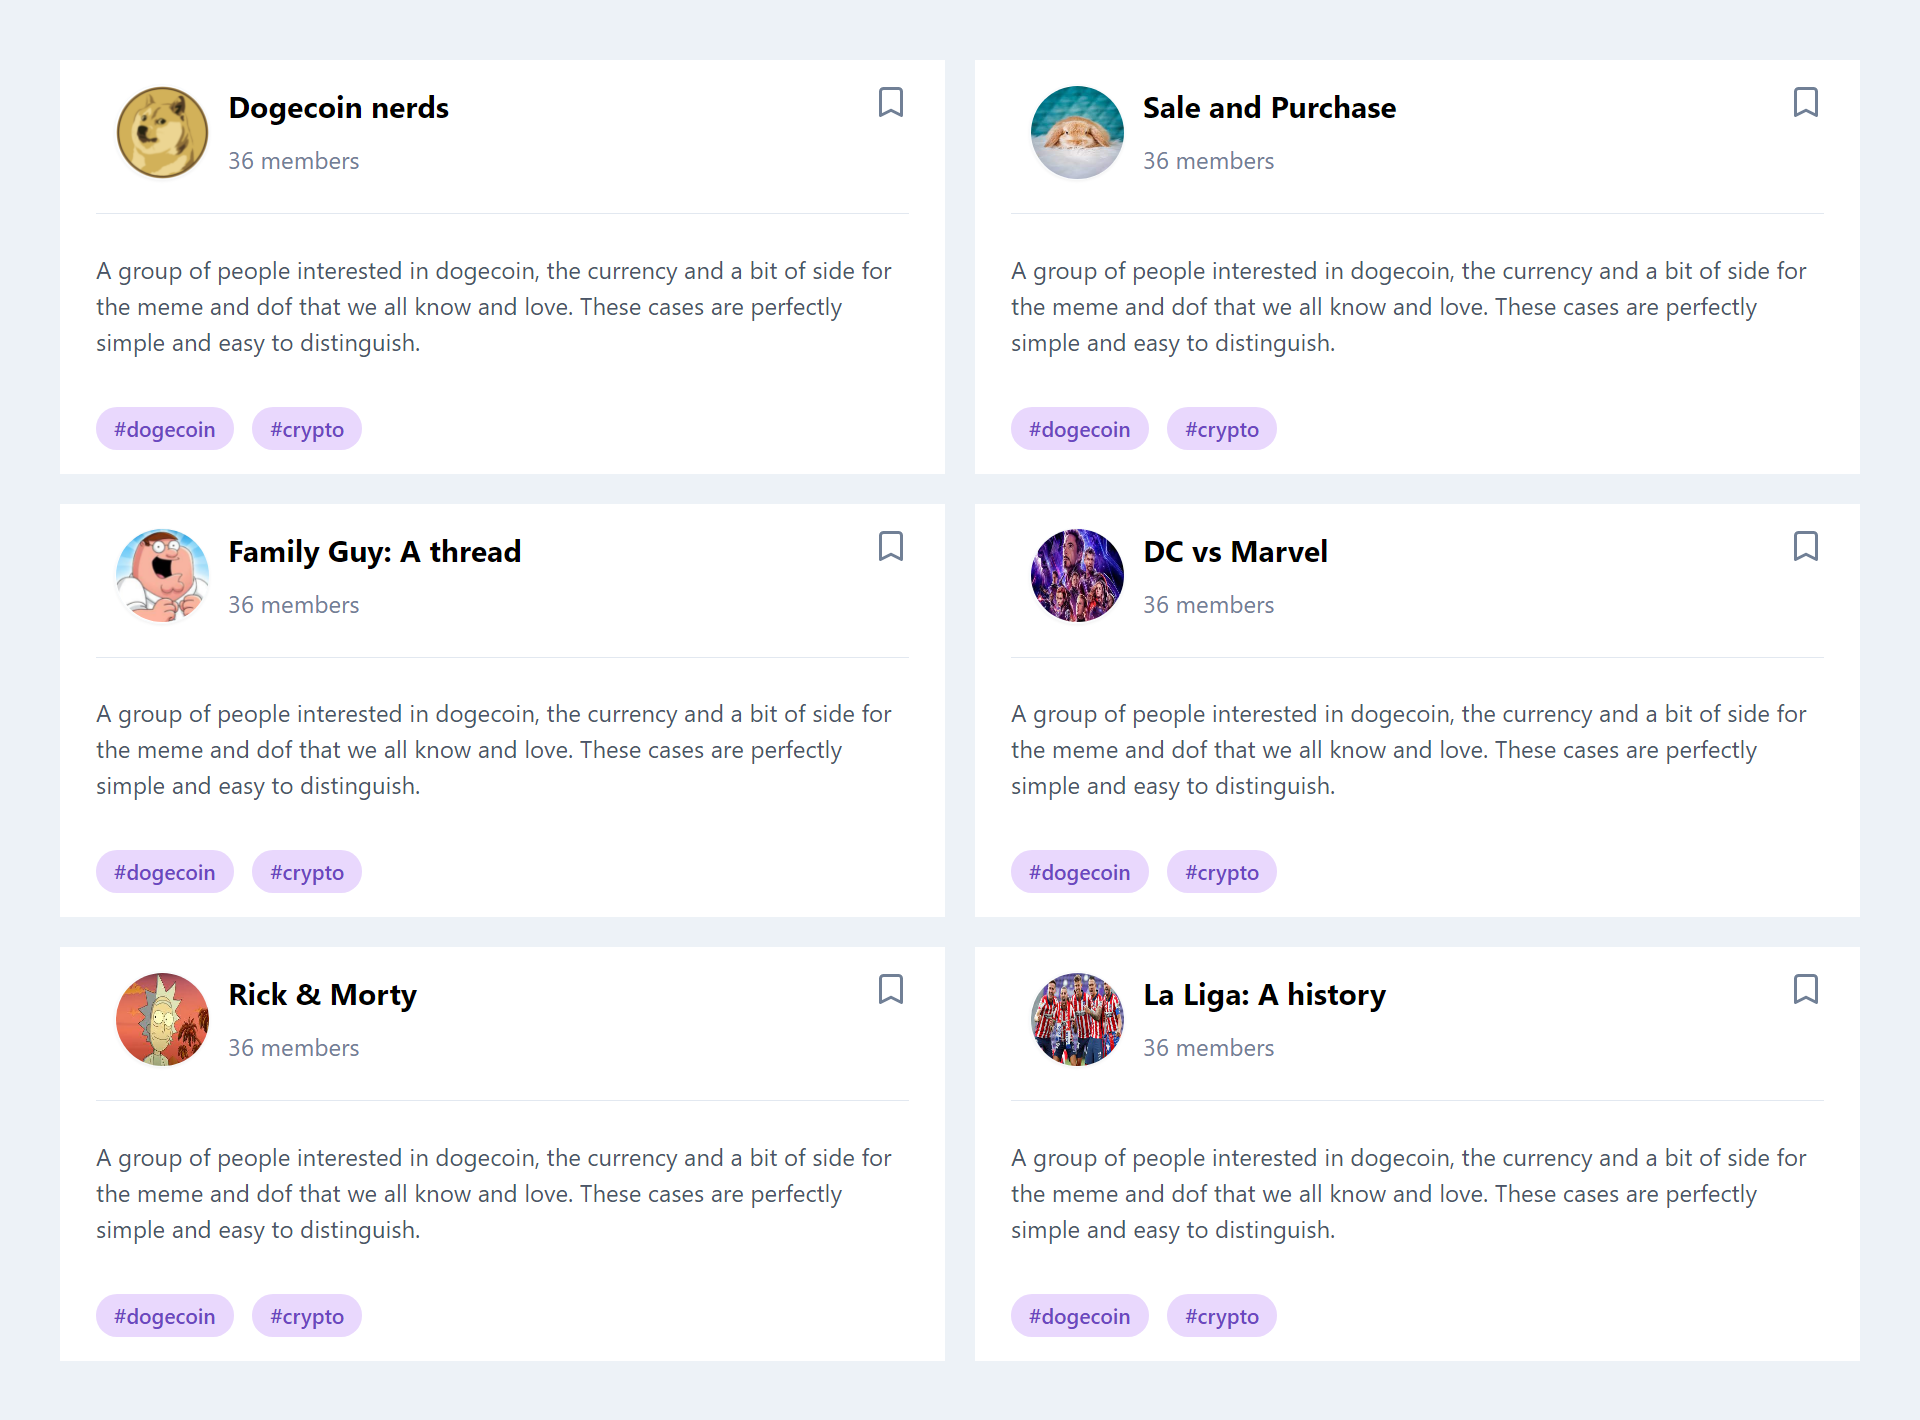 Dogecoin nerds
36 members
A group of people interested in dogecoin, the currency and a bit of side for
the meme and dof that we all know and love. These cases are perfectly
simple and easy to distinguish.
#dogecoin #crypto
Sale and Purchase
36 members
A group of people interested in dogecoin, the currency and a bit of side for
the meme and dof that we all know and love. These cases are perfectly
simple and easy to distinguish.
#dogecoin #crypto
Family Guy: A thread
36 members
A group of people interested in dogecoin, the currency and a bit of side for
the meme and dof that we all know and love. These cases are perfectly
simple and easy to distinguish.
#dogecoin #crypto
DC vs Marvel
36 members
A group of people interested in dogecoin, the currency and a bit of side for
the meme and dof that we all know and love. These cases are perfectly
simple and easy to distinguish.
#dogecoin #crypto
Rick & Morty
36 members
A group of people interested in dogecoin, the currency and a bit of side for
the meme and dof that we all know and love. These cases are perfectly
simple and easy to distinguish.
#dogecoin #crypto
La Liga: A history
36 members
A group of people interested in dogecoin, the currency and a bit of side for
the meme and dof that we all know and love. These cases are perfectly
simple and easy to distinguish.
#dogecoin #crypto